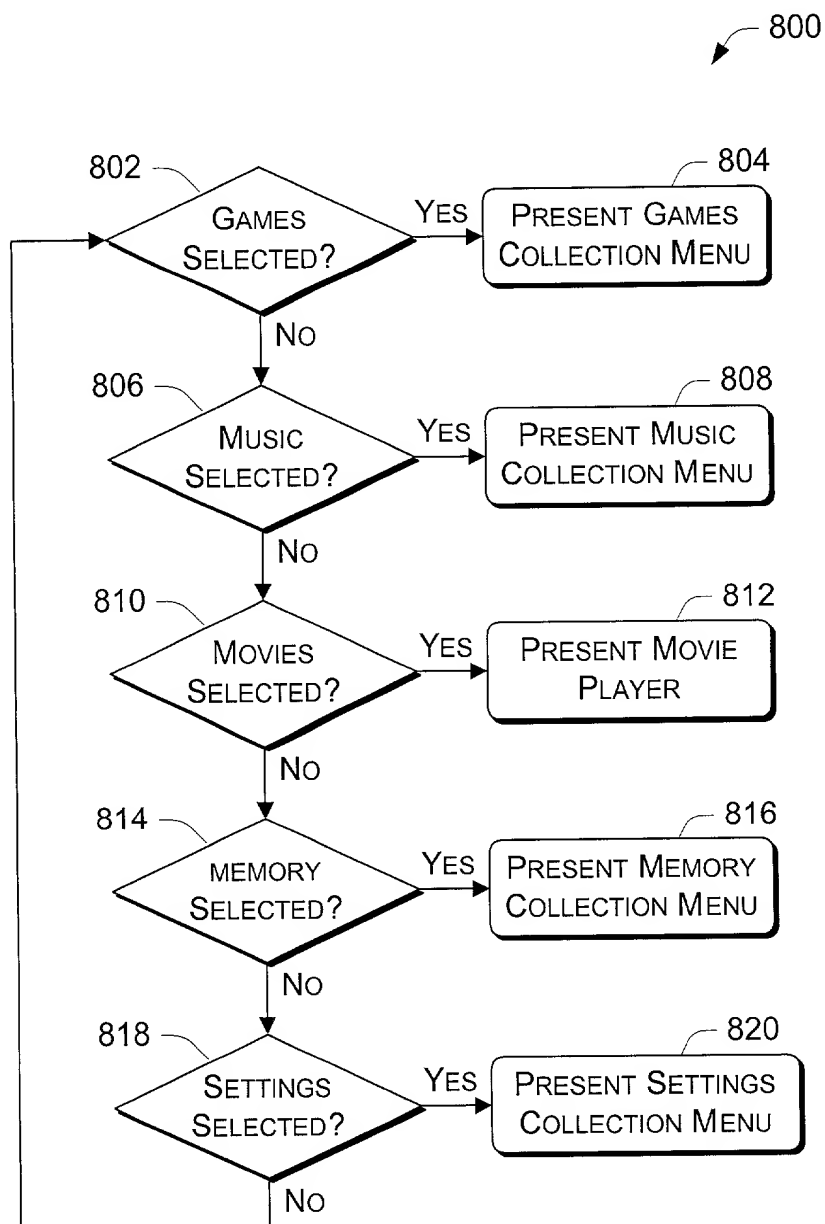 800
802
GAMES
SELECTED?
YES
804
PRESENT GAMES
COLLECTION MENU
NO
806
MUSIC
SELECTED?
YES
808
PRESENT MUSIC
COLLECTION MENU
NO
810
MOVIES
SELECTED?
YES
812
PRESENT MOVIE
PLAYER
NO
814
MEMORY
SELECTED?
YES
816
PRESENT MEMORY
COLLECTION MENU
NO
818
SETTINGS
SELECTED?
YES
820
PRESENT SETTINGS
COLLECTION MENU
NO